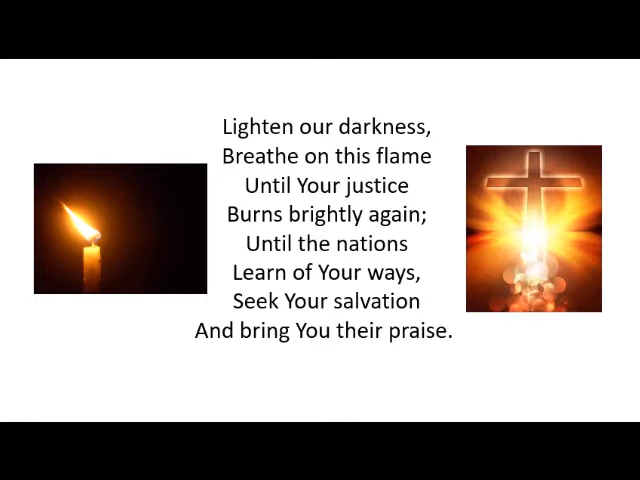 Lighten our darkness,
Breathe on this flame
Until Your justice
Burns brightly again;
Until the nations
Learn of Your ways,
Seek Your salvation
And bring You their praise.